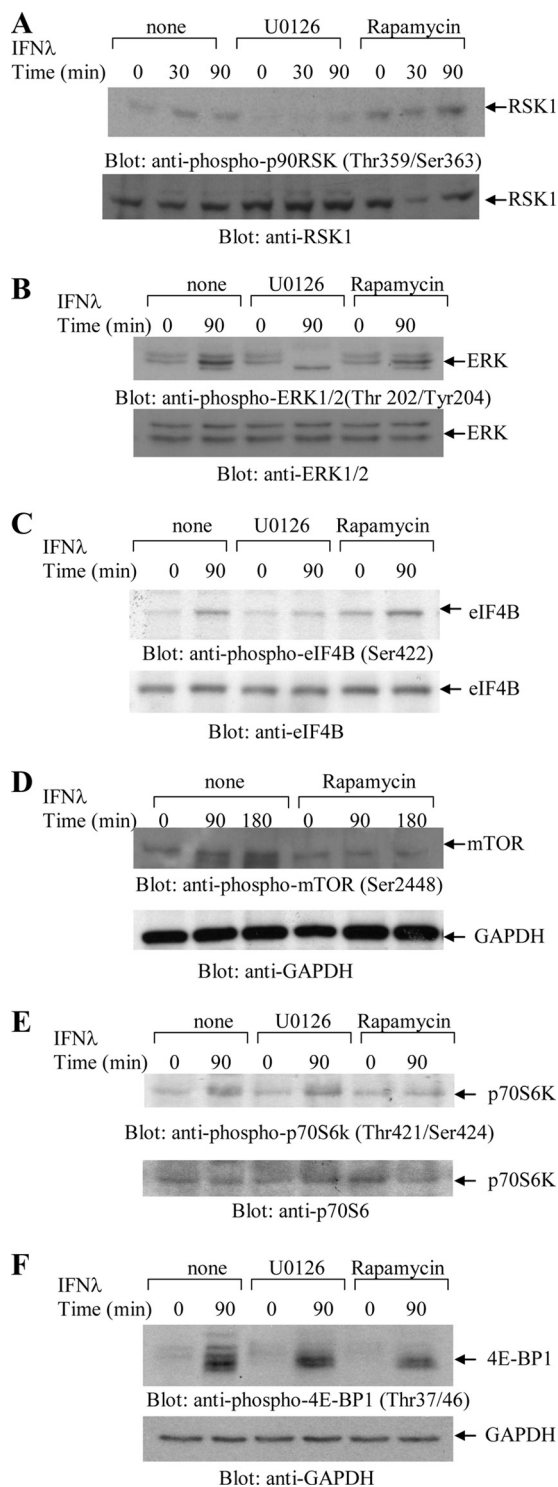 A
none U0126 Rapamycin
IFNλ
Time (min) 0 30 90 0 30 90 0 30 90
RSK1
Blot: anti-phospho-p90RSK (Thr359/Ser363)
RSK1
Blot: anti-RSK1
B
none U0126 Rapamycin
IFNλ
Time (min) 0 90 0 90 0 90
ERK
Blot: anti-phospho-ERK1/2(Thr 202/Tyr204)
ERK
Blot: anti-ERK1/2
C
none U0126 Rapamycin
IFNλ
Time (min) 0 90 0 90 0 90
eIF4B
Blot: anti-phospho-eIF4B (Ser422)
eIF4B
Blot: anti-eIF4B
D
none Rapamycin
IFNλ
Time (min) 0 90 180 0 90 180
mTOR
Blot: anti-phospho-mTOR (Ser2448)
GAPDH
Blot: anti-GAPDH
E
none U0126 Rapamycin
IFNλ
Time (min) 0 90 0 90 0 90
p70S6K
Blot: anti-phospho-p70S6k (Thr421/Ser424)
p70S6K
Blot: anti-p70S6
F
none U0126 Rapamycin
IFNλ
Time (min) 0 90 0 90 0 90
4E-BP1
Blot: anti-phospho-4E-BP1 (Thr37/46)
GAPDH
Blot: anti-GAPDH